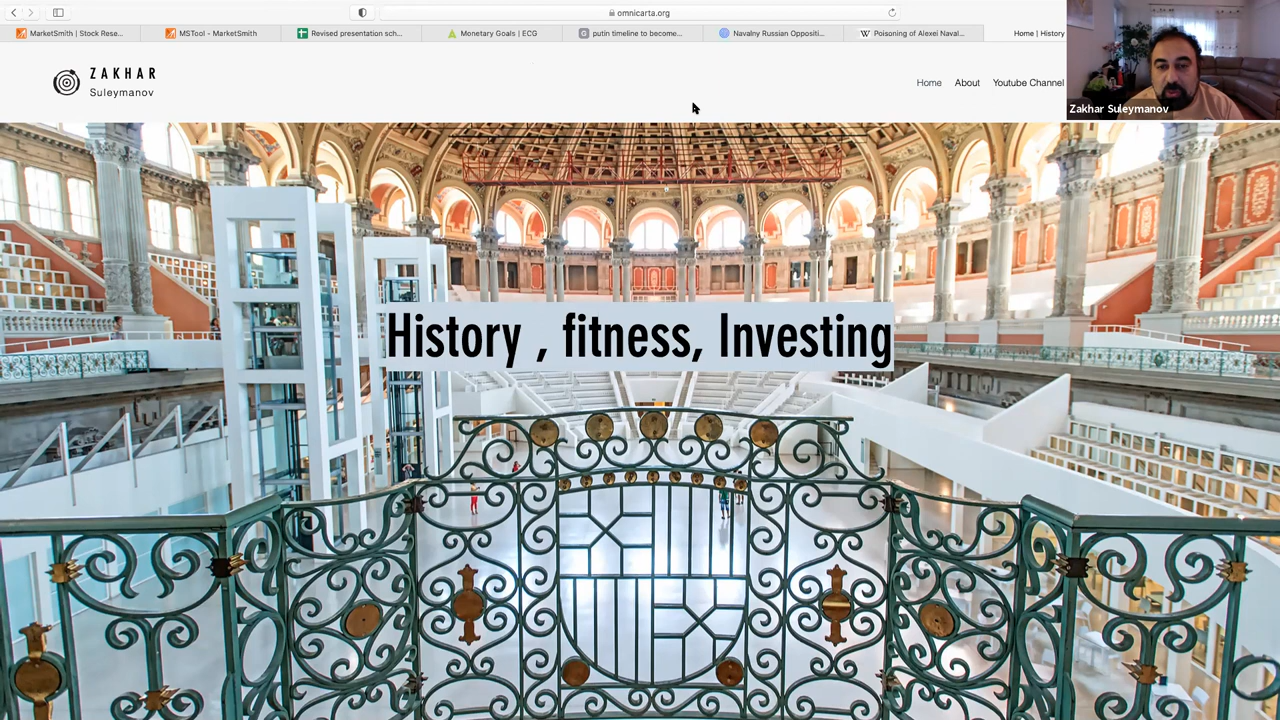 omnicarta.org
MarketSmith | Stock Rese...
MSTool - MarketSmith
Revised presentation sch...
Monetary Goals | ECG
putin timeline to become...
Navalny Russian Oppositi...
W Poisoning of Alexei Naval...
Home | History
ZAKHAR
Suleymanov
Home
About
Youtube Channel
Zakhar Suleymanov
History , fitness, Investing